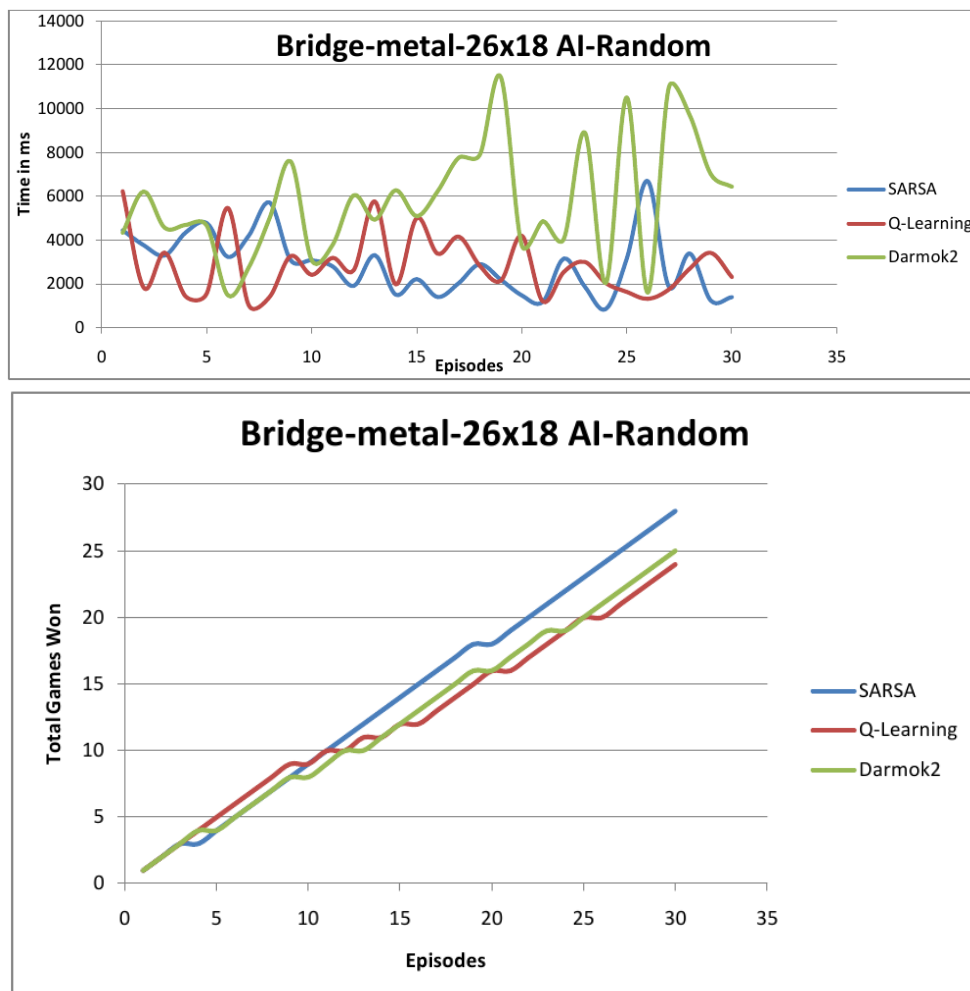 Bridge-metal-26x18 AI-Random
14000
12000
10000
8000
6000
4000
2000
0
Time in ms
0 5 10 15 20 25 30 35
Episodes
SARSA
Q-Learning
Darmok2
Bridge-metal-26x18 AI-Random
30
25
20
15
10
5
0
Total Games Won
0 5 10 15 20 25 30 35
Episodes
SARSA
Q-Learning
Darmok2